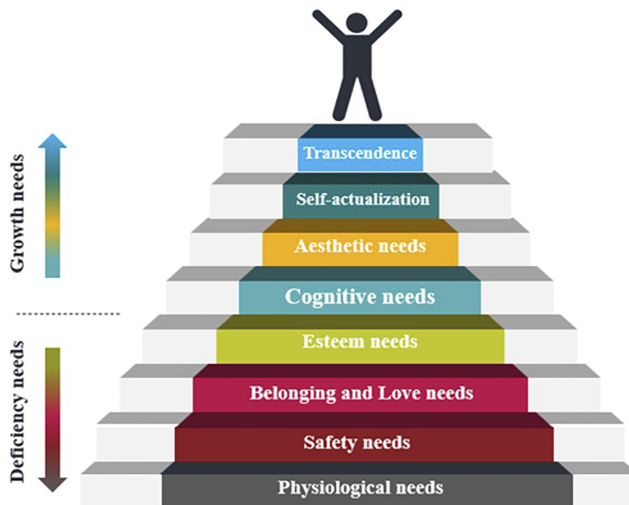 Growth needs
Deficiency needs
Transcendence
Self-actualization
Aesthetic needs
Cognitive needs
Esteem needs
Belonging and Love needs
Safety needs
Physiological needs